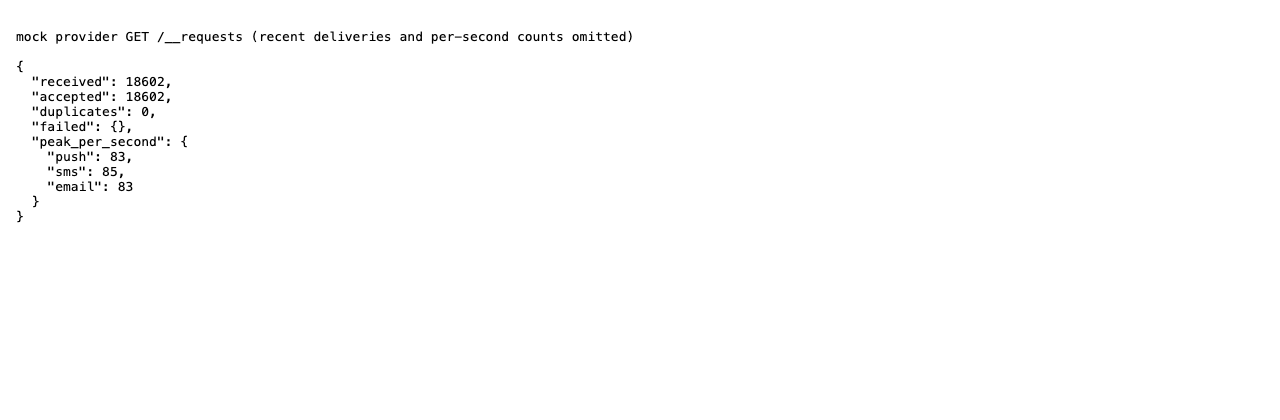 mock provider GET /__requests (recent deliveries and per-second counts omitted)
{
  "received": 18602,
  "accepted": 18602,
  "duplicates": 0,
  "failed": {},
  "peak_per_second": {
    "push": 83,
    "sms": 85,
    "email": 83
  }
}